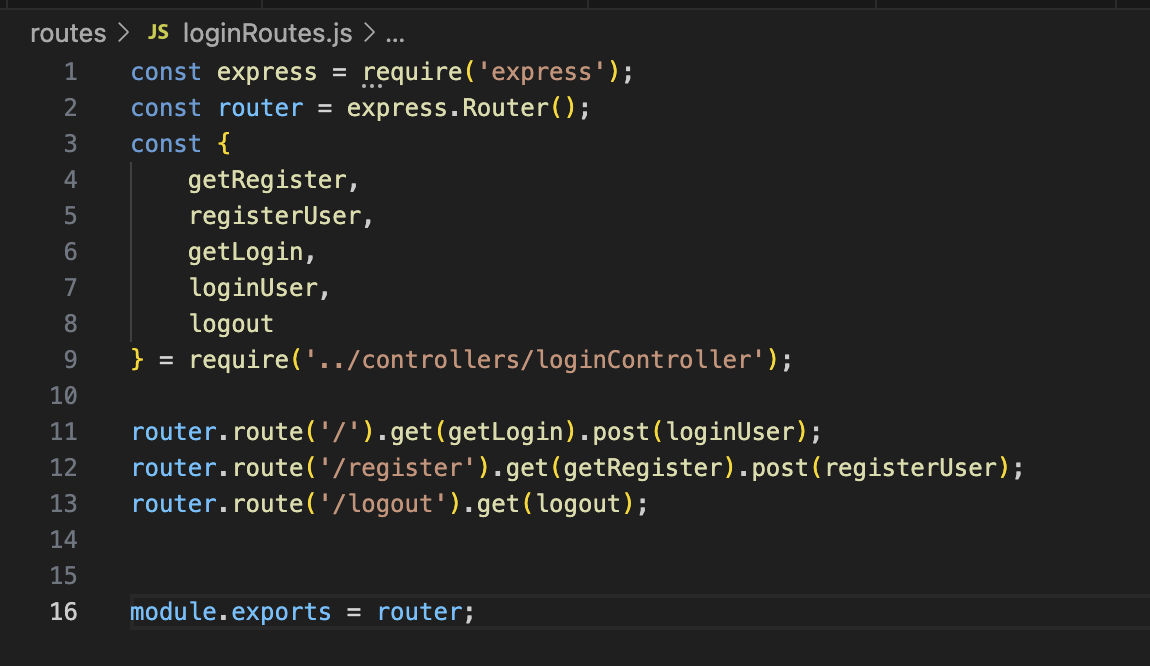 routes > JS loginRoutes.js > ...
1 const express = require('express');
2 const router = express.Router();
3 const {
4     getRegister,
5     registerUser,
6     getLogin,
7     loginUser,
8     logout
9 } = require('../controllers/loginController');
10
11 router.route('/').get(getLogin).post(loginUser);
12 router.route('/register').get(getRegister).post(registerUser);
13 router.route('/logout').get(logout);
14
15
16 module.exports = router;